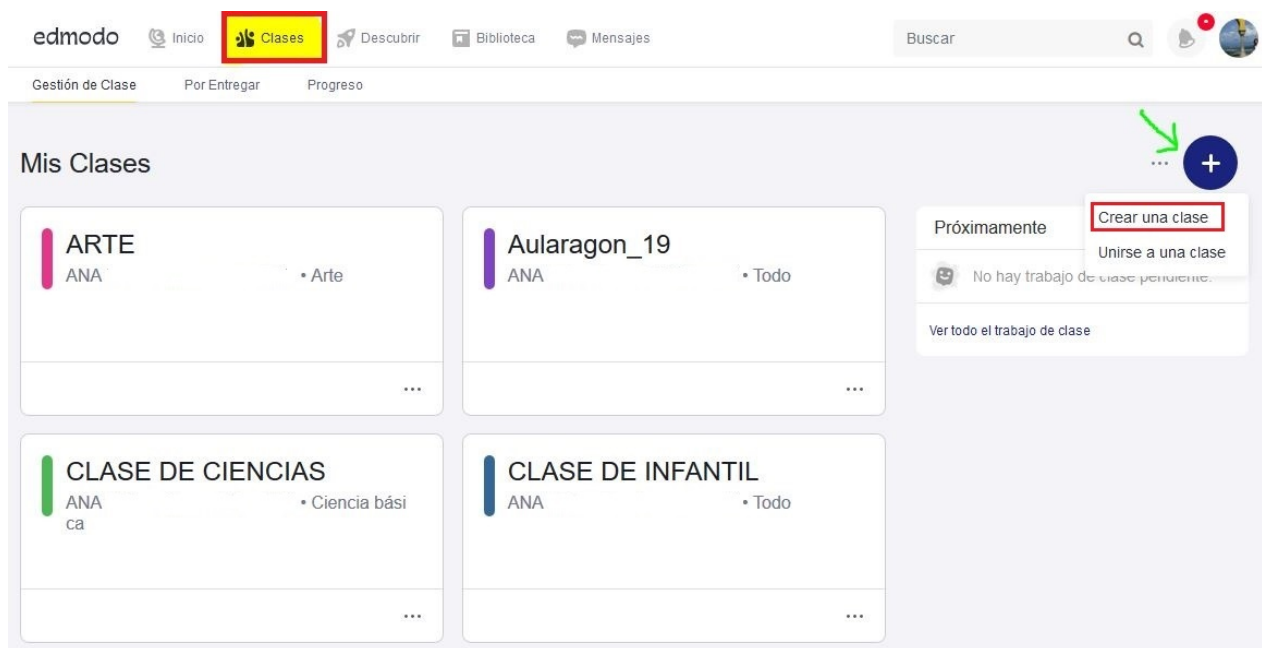 edmodo Inicio Clases Descubrir Biblioteca Mensajes Buscar
Gestión de Clase Por Entregar Progreso
Mis Clases
... +
Crear una clase
Unirse a una clase
ARTE
ANA • Arte
...
Aularagon_19
ANA • Todo
...
Próximamente
No hay trabajo de clase pendiente.
Ver todo el trabajo de clase
CLASE DE CIENCIAS
ANA • Ciencia bási
ca
...
CLASE DE INFANTIL
ANA • Todo
...